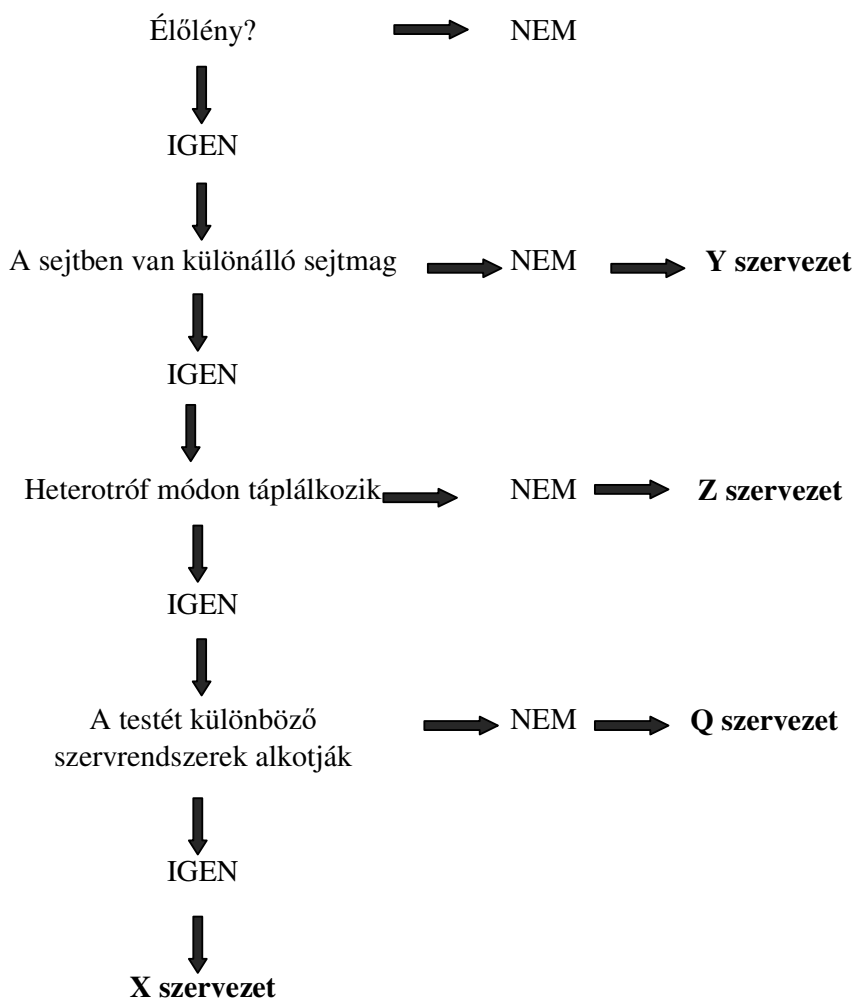 Élőlény? NEM
IGEN
A sejtben van különálló sejtmag NEM Y szervezet
IGEN
Heterotróf módon táplálkozik NEM Z szervezet
IGEN
A testét különböző
szervrendszerek alkotják NEM Q szervezet
IGEN
X szervezet